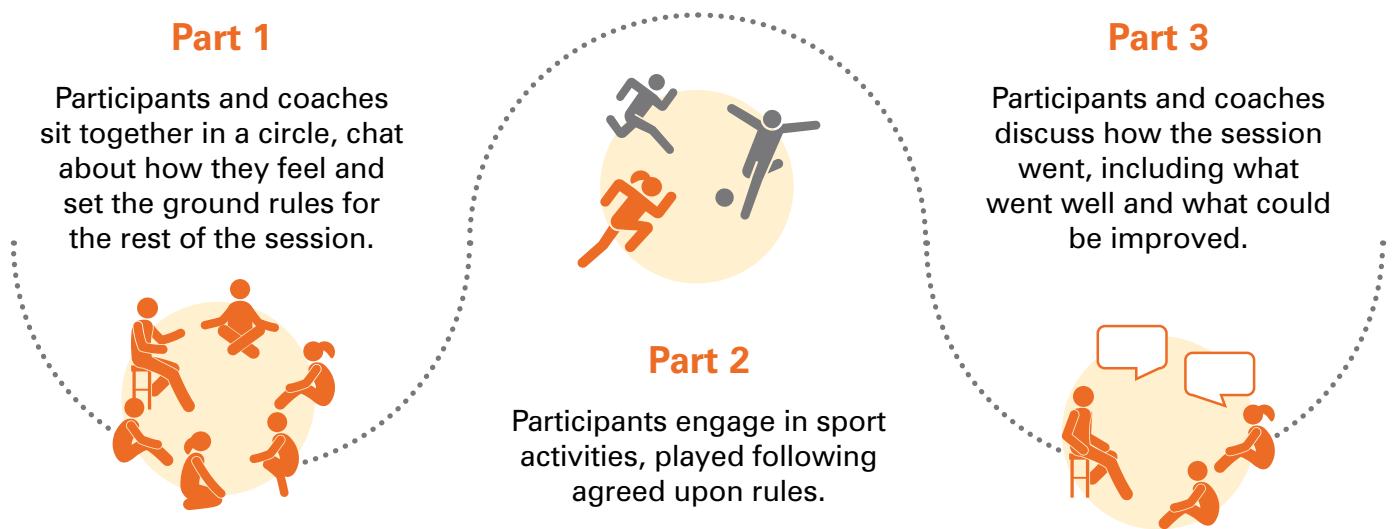 Part 1
Participants and coaches
sit together in a circle, chat
about how they feel and
set the ground rules for
the rest of the session.
Part 2
Participants engage in sport
activities, played following
agreed upon rules.
Part 3
Participants and coaches
discuss how the session
went, including what
went well and what could
be improved.